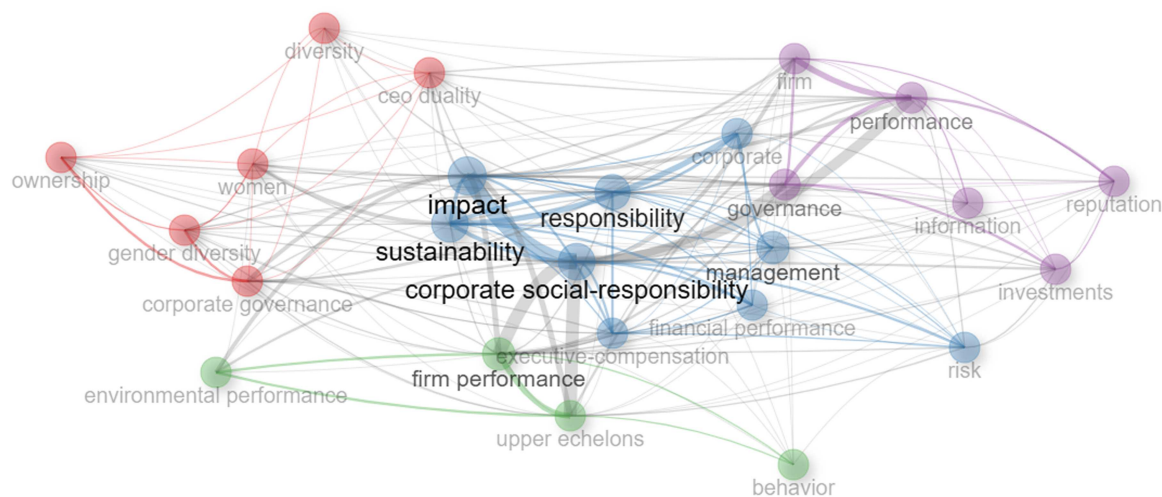 diversity
firm
ceo duality
performance
corporate
ownership
women
impact
responsibility
governance
reputation
information
sustainability
gender diversity
management
corporate social-responsibility
investments
corporate governance
financial performance
executive-compensation
risk
firm performance
environmental performance
upper echelons
behavior